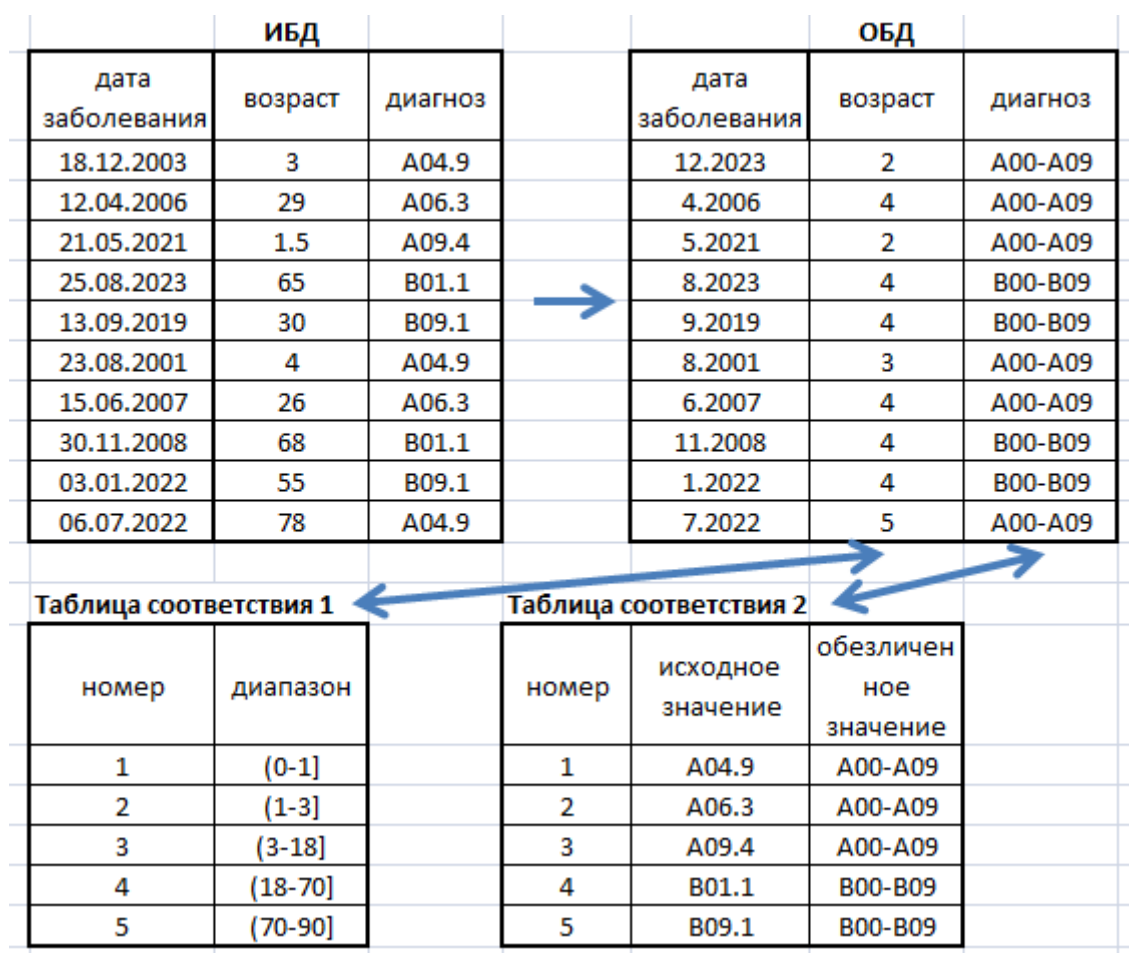 ИБД ОБД
дата заболевания возраст диагноз дата заболевания возраст диагноз
18.12.2003 3 A04.9 12.2023 2 A00-A09
12.04.2006 29 A06.3 4.2006 4 A00-A09
21.05.2021 1.5 A09.4 5.2021 2 A00-A09
25.08.2023 65 B01.1 8.2023 4 B00-B09
13.09.2019 30 B09.1 9.2019 4 B00-B09
23.08.2001 4 A04.9 8.2001 3 A00-A09
15.06.2007 26 A06.3 6.2007 4 A00-A09
30.11.2008 68 B01.1 11.2008 4 B00-B09
03.01.2022 55 B09.1 1.2022 4 B00-B09
06.07.2022 78 A04.9 7.2022 5 A00-A09
Таблица соответствия 1 Таблица соответствия 2
номер диапазон номер исходное значение обезличен ное значение
1 (0-1] 1 A04.9 A00-A09
2 (1-3] 2 A06.3 A00-A09
3 (3-18] 3 A09.4 A00-A09
4 (18-70] 4 B01.1 B00-B09
5 (70-90] 5 B09.1 B00-B09